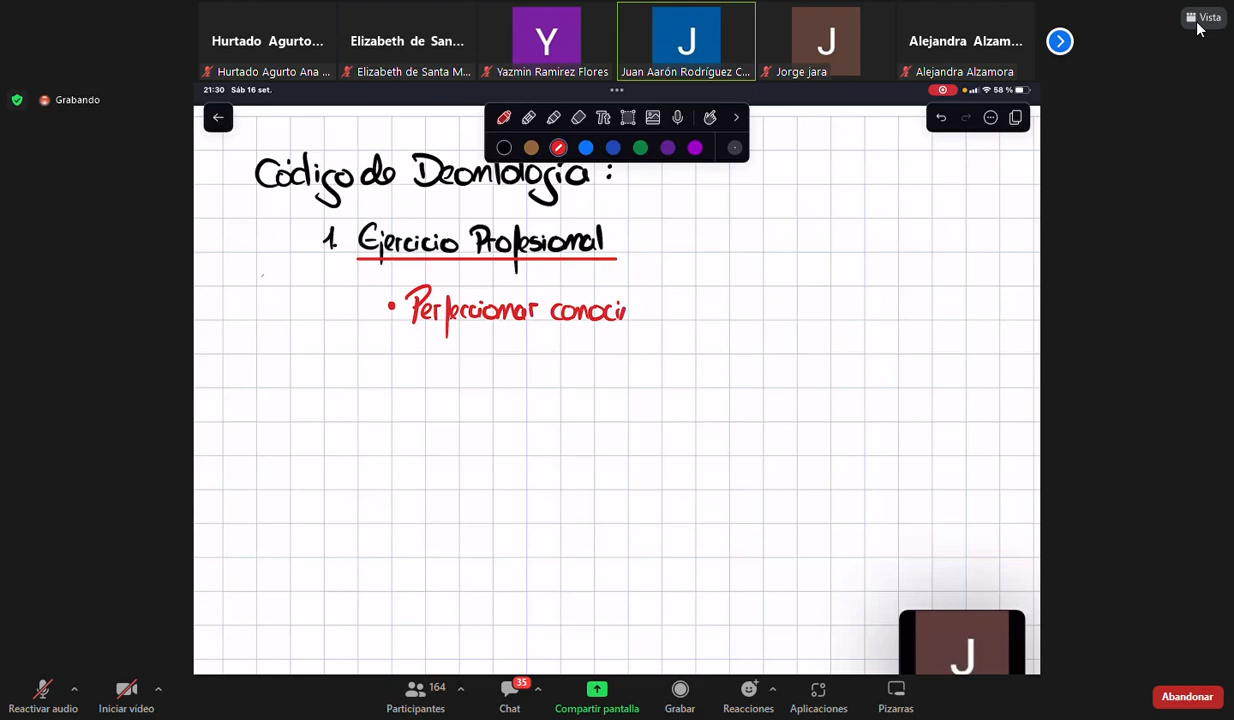 Vista
Hurtado Agurto...
Elizabeth de San...
Y
J
J
Alejandra Alzam...
Hurtado Agurto Ana ...
Elizabeth de Santa M...
Yazmin Ramirez Flores
Juan Aarón Rodríguez C...
Jorge jara
Alejandra Alzamora
Grabando
21:30 Sáb 16 set.
58 %
Código de Deontología :
1. Ejercicio Profesional
• Perfeccionar conocim
J
Reactivar audio
Iniciar vídeo
164
Participantes
35
Chat
Compartir pantalla
Grabar
Reacciones
Aplicaciones
Pizarras
Abandonar